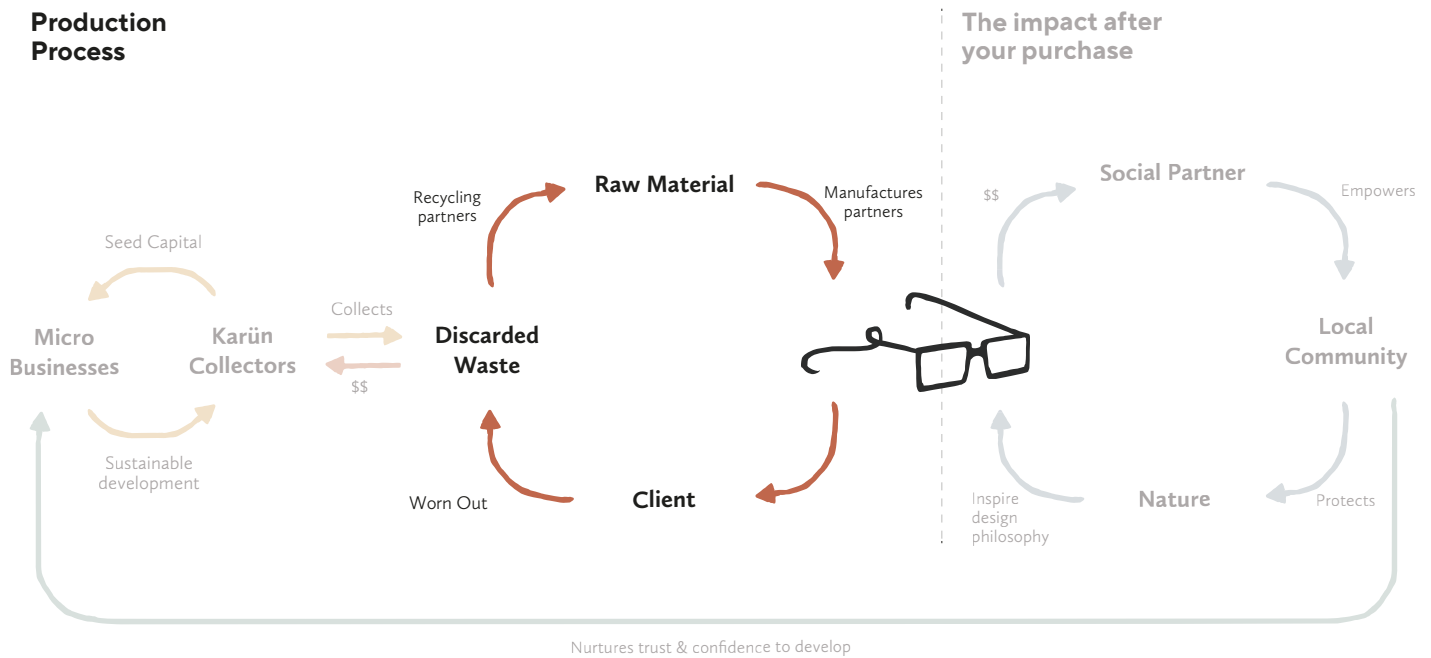 Production
Process
The impact after
your purchase
Seed Capital
Micro
Businesses
Karün
Collectors
Sustainable
development
Collects
$$
Recycling
partners
Raw Material
Manufactures
partners
Discarded
Waste
Worn Out
Client
$$
Social Partner
Empowers
Local
Community
Inspire
design
philosophy
Nature
Protects
Nurtures trust & confidence to develop